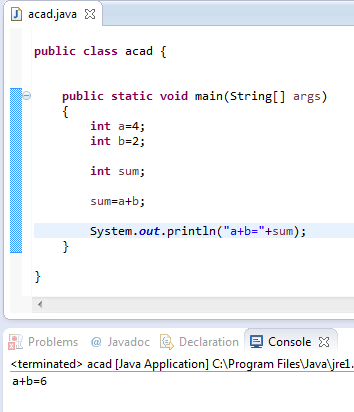 acad.java
public class acad {
public static void main(String[] args)
{
int a=4;
int b=2;
int sum;
sum=a+b;
System.out.println("a+b="+sum);
}
}
Problems @ Javadoc Declaration Console
<terminated> acad [Java Application] C:\Program Files\Java\jre1.
a+b=6